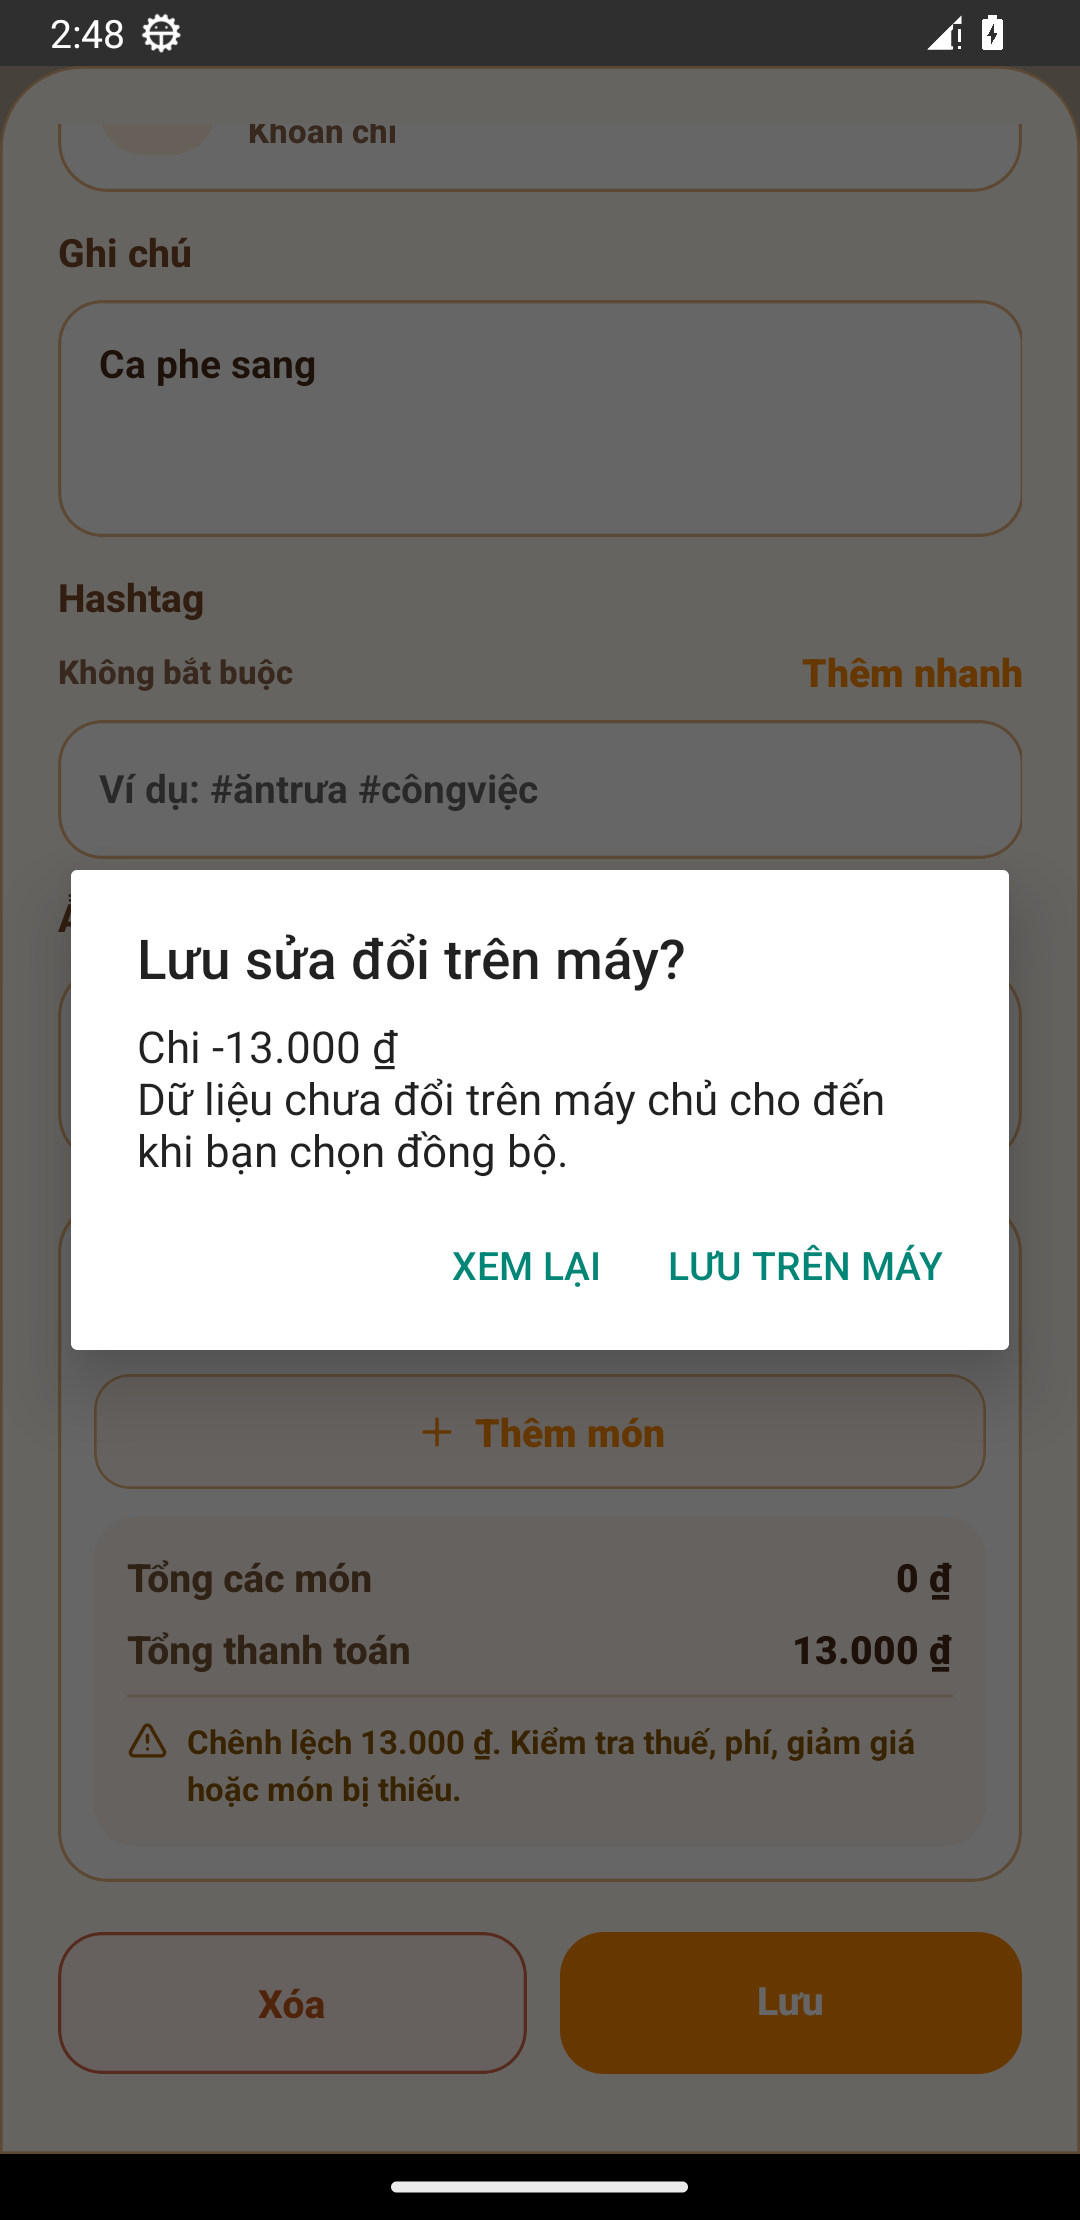 2:48
Khoản chi
Ghi chú
Ca phe sang
Hashtag
Không bắt buộc
Thêm nhanh
Ví dụ: #ăntrưa #côngviệc
Lưu sửa đổi trên máy?
Chi -13.000 ₫
Dữ liệu chưa đổi trên máy chủ cho đến
khi bạn chọn đồng bộ.
XEM LẠI
LƯU TRÊN MÁY
Thêm món
Tổng các món
0 ₫
Tổng thanh toán
13.000 ₫
Chênh lệch 13.000 ₫. Kiểm tra thuế, phí, giảm giá
hoặc món bị thiếu.
Xóa
Lưu